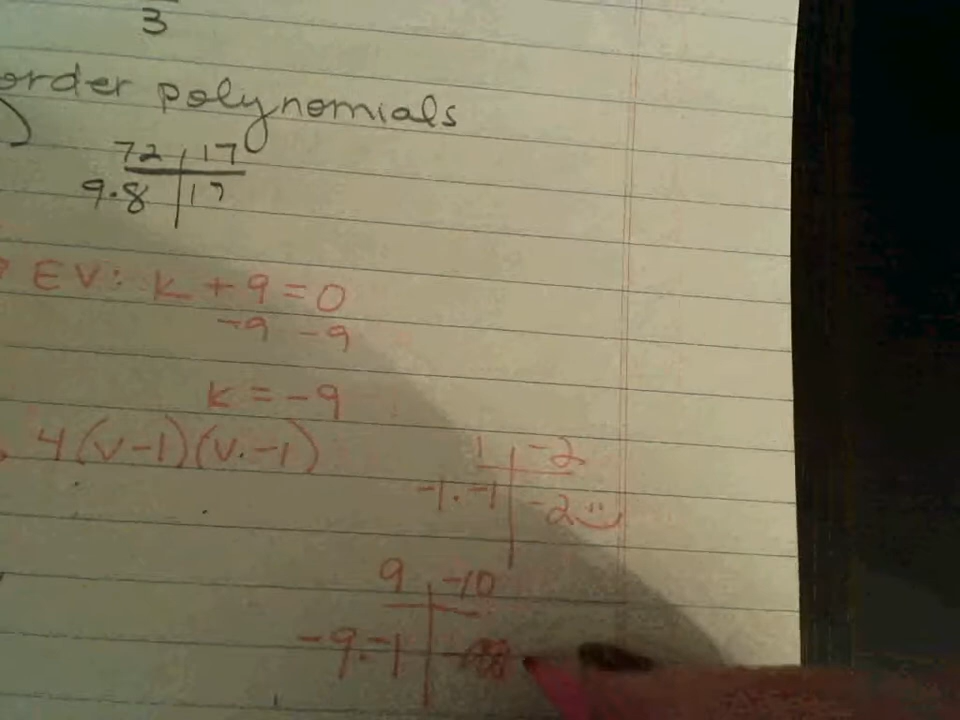 3
order polynomials
)
72 | 17
9.8 | 17
EV: k + 9 = 0
-9 -9
k = -9
4(v-1)(v.-1)
1 | -2
-1.-1 | -2
9 | -10
-9.-1